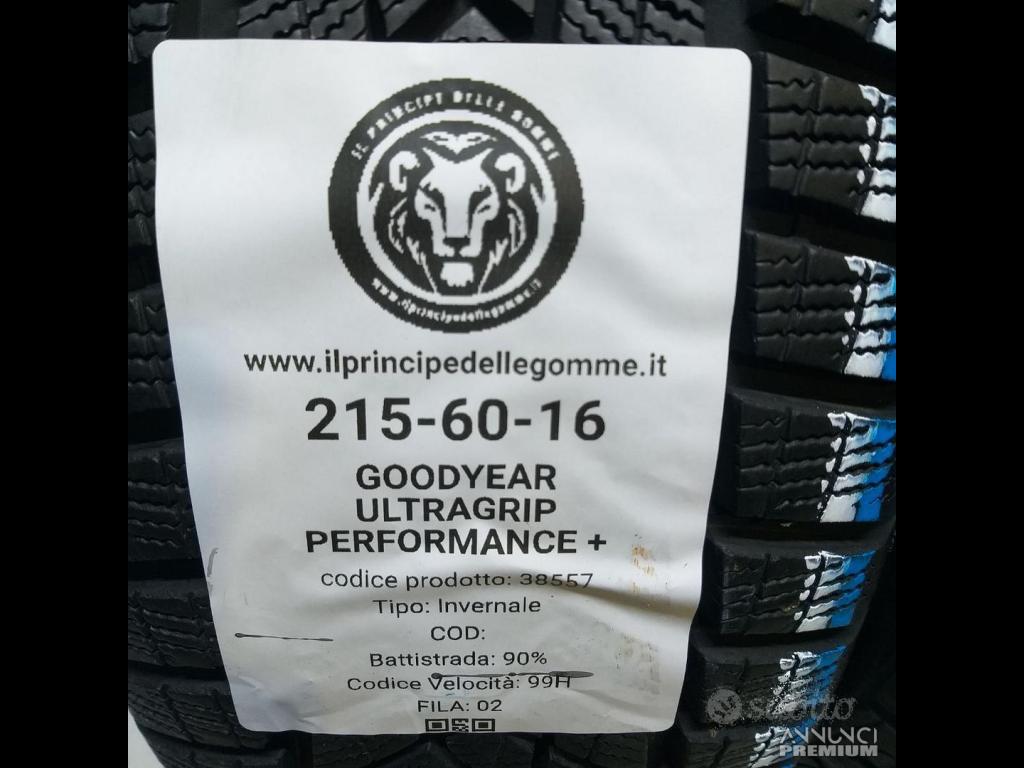 IL PRINCIPE DELLE GOMME
www.ilprincipedellegomme.it
www.ilprincipedellegomme.it
215-60-16
GOODYEAR
ULTRAGRIP
PERFORMANCE +
codice prodotto: 38557
Tipo: Invernale
COD:
Battistrada: 90%
Codice Velocità: 99H
FILA: 02
subito
ANNUNCI
PREMIUM